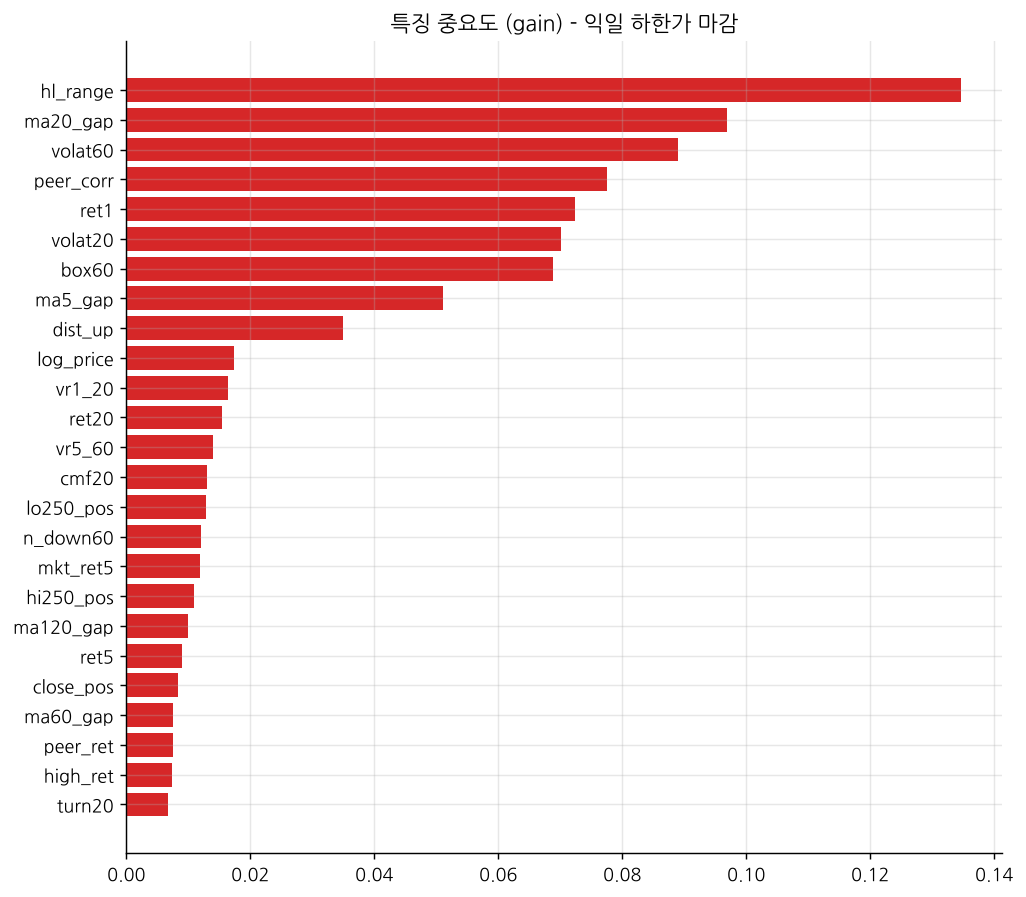 특징 중요도 (gain) - 익일 하한가 마감
hl_range
ma20_gap
volat60
peer_corr
ret1
volat20
box60
ma5_gap
dist_up
log_price
vr1_20
ret20
vr5_60
cmf20
lo250_pos
n_down60
mkt_ret5
hi250_pos
ma120_gap
ret5
close_pos
ma60_gap
peer_ret
high_ret
turn20
0.00 0.02 0.04 0.06 0.08 0.10 0.12 0.14